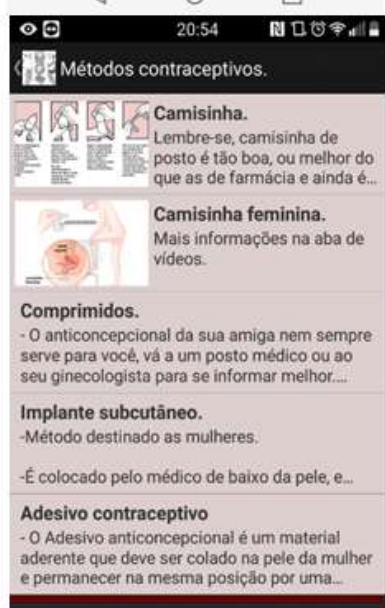 20:54
Métodos contraceptivos.
Camisinha.
Lembre-se, camisinha de
posto é tão boa, ou melhor do
que as de farmácia e ainda é...
Camisinha feminina.
Mais informações na aba de
vídeos.
Comprimidos.
- O anticoncepcional da sua amiga nem sempre
serve para você, vá a um posto médico ou ao
seu ginecologista para se informar melhor....
Implante subcutâneo.
-Método destinado as mulheres.
-É colocado pelo médico de baixo da pele, e...
Adesivo contraceptivo
- O Adesivo anticoncepcional é um material
aderente que deve ser colado na pele da mulher
e permanecer na mesma posição por uma...